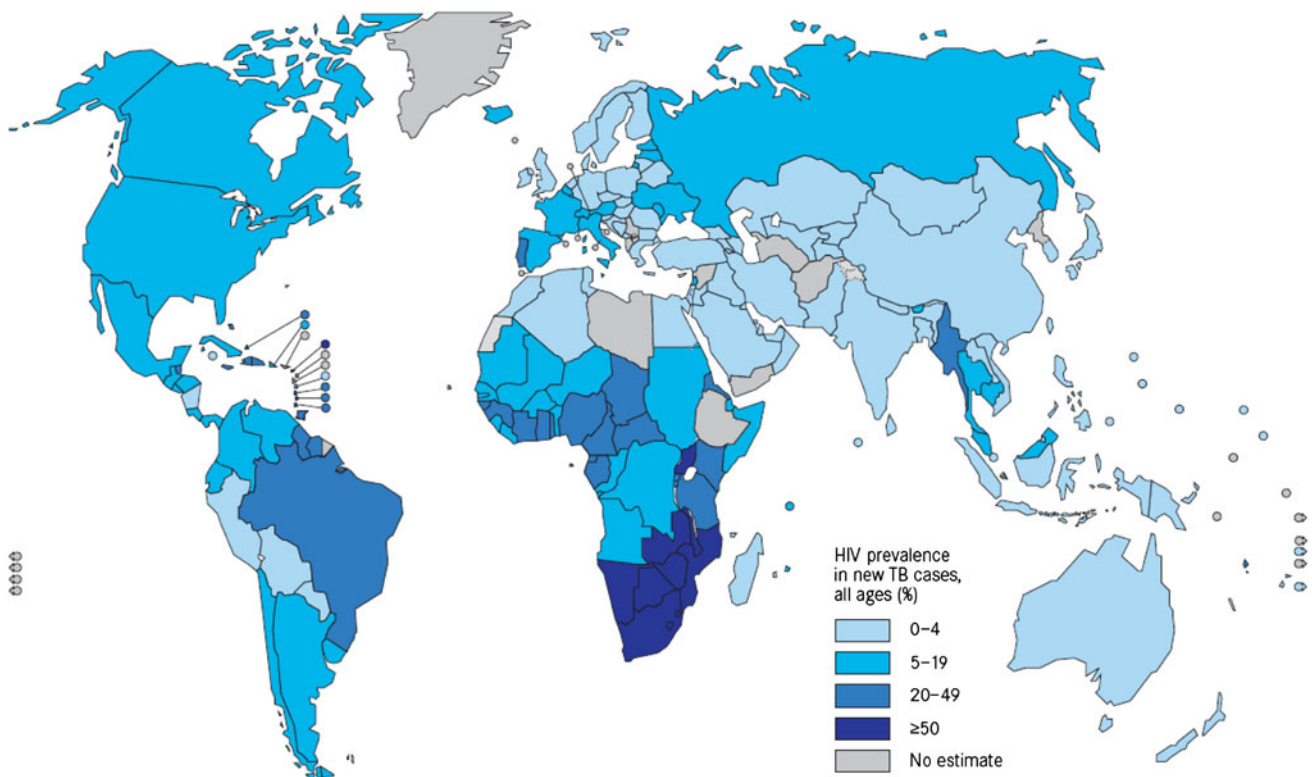 HIV prevalence
in new TB cases,
all ages (%)
0–4
5–19
20–49
≥50
No estimate